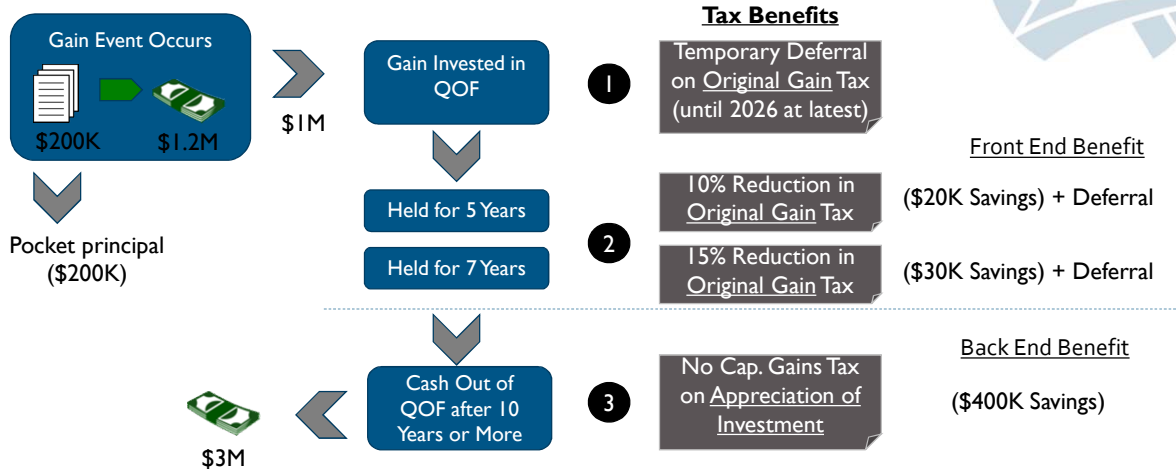 Tax Benefits
Gain Event Occurs
$200K
$1.2M
$1M
Pocket principal
($200K)
Gain Invested in
QOF
1
Temporary Deferral
on Original Gain Tax
(until 2026 at latest)
Front End Benefit
Held for 5 Years
Held for 7 Years
2
10% Reduction in
Original Gain Tax
($20K Savings) + Deferral
15% Reduction in
Original Gain Tax
($30K Savings) + Deferral
Back End Benefit
Cash Out of
QOF after 10
Years or More
$3M
3
No Cap. Gains Tax
on Appreciation of
Investment
($400K Savings)